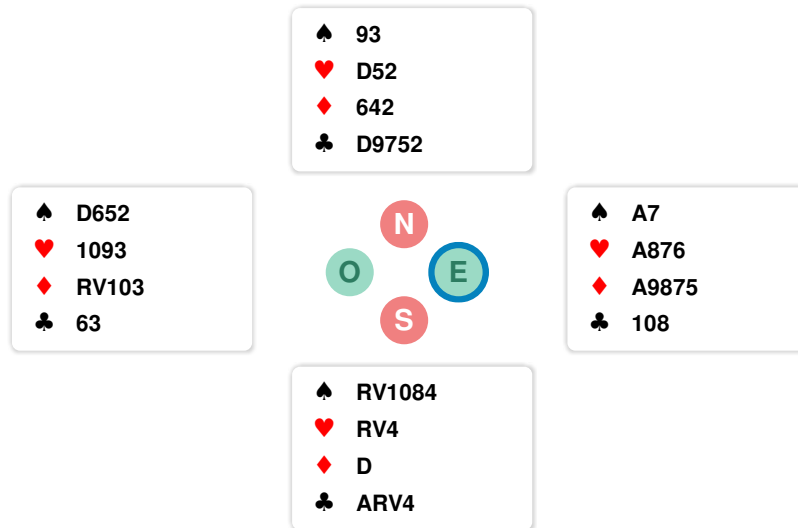 ♠ 93
♥ D52
♦ 642
♣ D9752
♠ D652
♥ 1093
♦ RV103
♣ 63
N
O E
S
♠ A7
♥ A876
♦ A9875
♣ 108
♠ RV1084
♥ RV4
♦ D
♣ ARV4